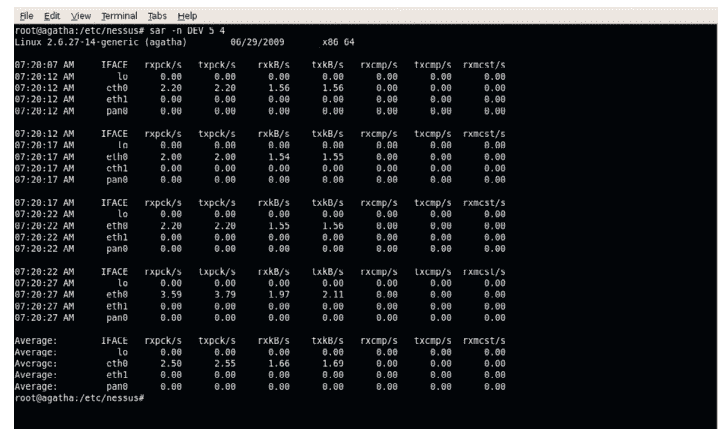 File Edit View Terminal Tabs Help
root@agatha:/etc/nessus# sar -n DEV 5 4
Linux 2.6.27-14-generic (agatha) 06/29/2009 _x86_64_
07:20:07 AM IFACE rxpck/s txpck/s rxkB/s txkB/s rxcmp/s txcmp/s rxmcst/s
07:20:12 AM lo 0.00 0.00 0.00 0.00 0.00 0.00 0.00
07:20:12 AM eth0 2.20 2.20 1.56 1.56 0.00 0.00 0.00
07:20:12 AM eth1 0.00 0.00 0.00 0.00 0.00 0.00 0.00
07:20:12 AM pan0 0.00 0.00 0.00 0.00 0.00 0.00 0.00
07:20:12 AM IFACE rxpck/s txpck/s rxkB/s txkB/s rxcmp/s txcmp/s rxmcst/s
07:20:17 AM lo 0.00 0.00 0.00 0.00 0.00 0.00 0.00
07:20:17 AM eth0 2.00 2.00 1.54 1.55 0.00 0.00 0.00
07:20:17 AM eth1 0.00 0.00 0.00 0.00 0.00 0.00 0.00
07:20:17 AM pan0 0.00 0.00 0.00 0.00 0.00 0.00 0.00
07:20:17 AM IFACE rxpck/s txpck/s rxkB/s txkB/s rxcmp/s txcmp/s rxmcst/s
07:20:22 AM lo 0.00 0.00 0.00 0.00 0.00 0.00 0.00
07:20:22 AM eth0 2.20 2.20 1.55 1.56 0.00 0.00 0.00
07:20:22 AM eth1 0.00 0.00 0.00 0.00 0.00 0.00 0.00
07:20:22 AM pan0 0.00 0.00 0.00 0.00 0.00 0.00 0.00
07:20:22 AM IFACE rxpck/s txpck/s rxkB/s txkB/s rxcmp/s txcmp/s rxmcst/s
07:20:27 AM lo 0.00 0.00 0.00 0.00 0.00 0.00 0.00
07:20:27 AM eth0 3.59 3.79 1.97 2.11 0.00 0.00 0.00
07:20:27 AM eth1 0.00 0.00 0.00 0.00 0.00 0.00 0.00
07:20:27 AM pan0 0.00 0.00 0.00 0.00 0.00 0.00 0.00
Average: IFACE rxpck/s txpck/s rxkB/s txkB/s rxcmp/s txcmp/s rxmcst/s
Average: lo 0.00 0.00 0.00 0.00 0.00 0.00 0.00
Average: eth0 2.50 2.55 1.66 1.69 0.00 0.00 0.00
Average: eth1 0.00 0.00 0.00 0.00 0.00 0.00 0.00
Average: pan0 0.00 0.00 0.00 0.00 0.00 0.00 0.00
root@agatha:/etc/nessus#